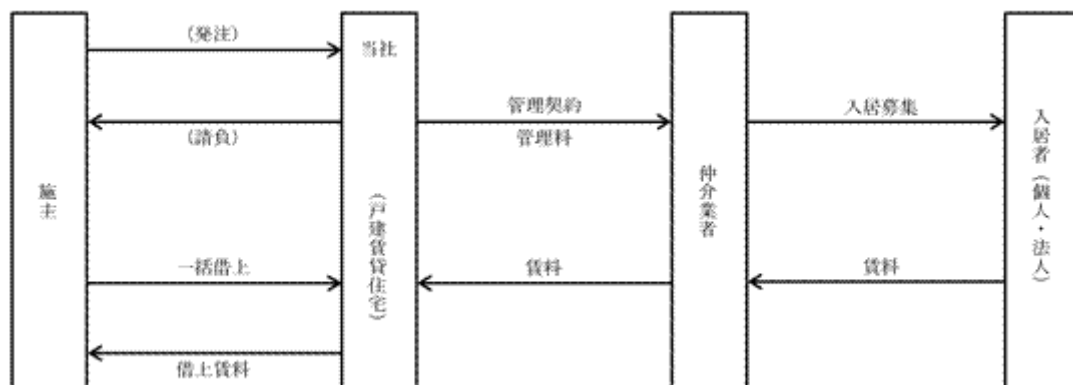 (発注)
当社
管理契約
入居募集
(請負)
管理料
施主
(戸建賃貸住宅)
仲介業者
入居者(個人・法人)
一括借上
賃料
賃料
借上賃料